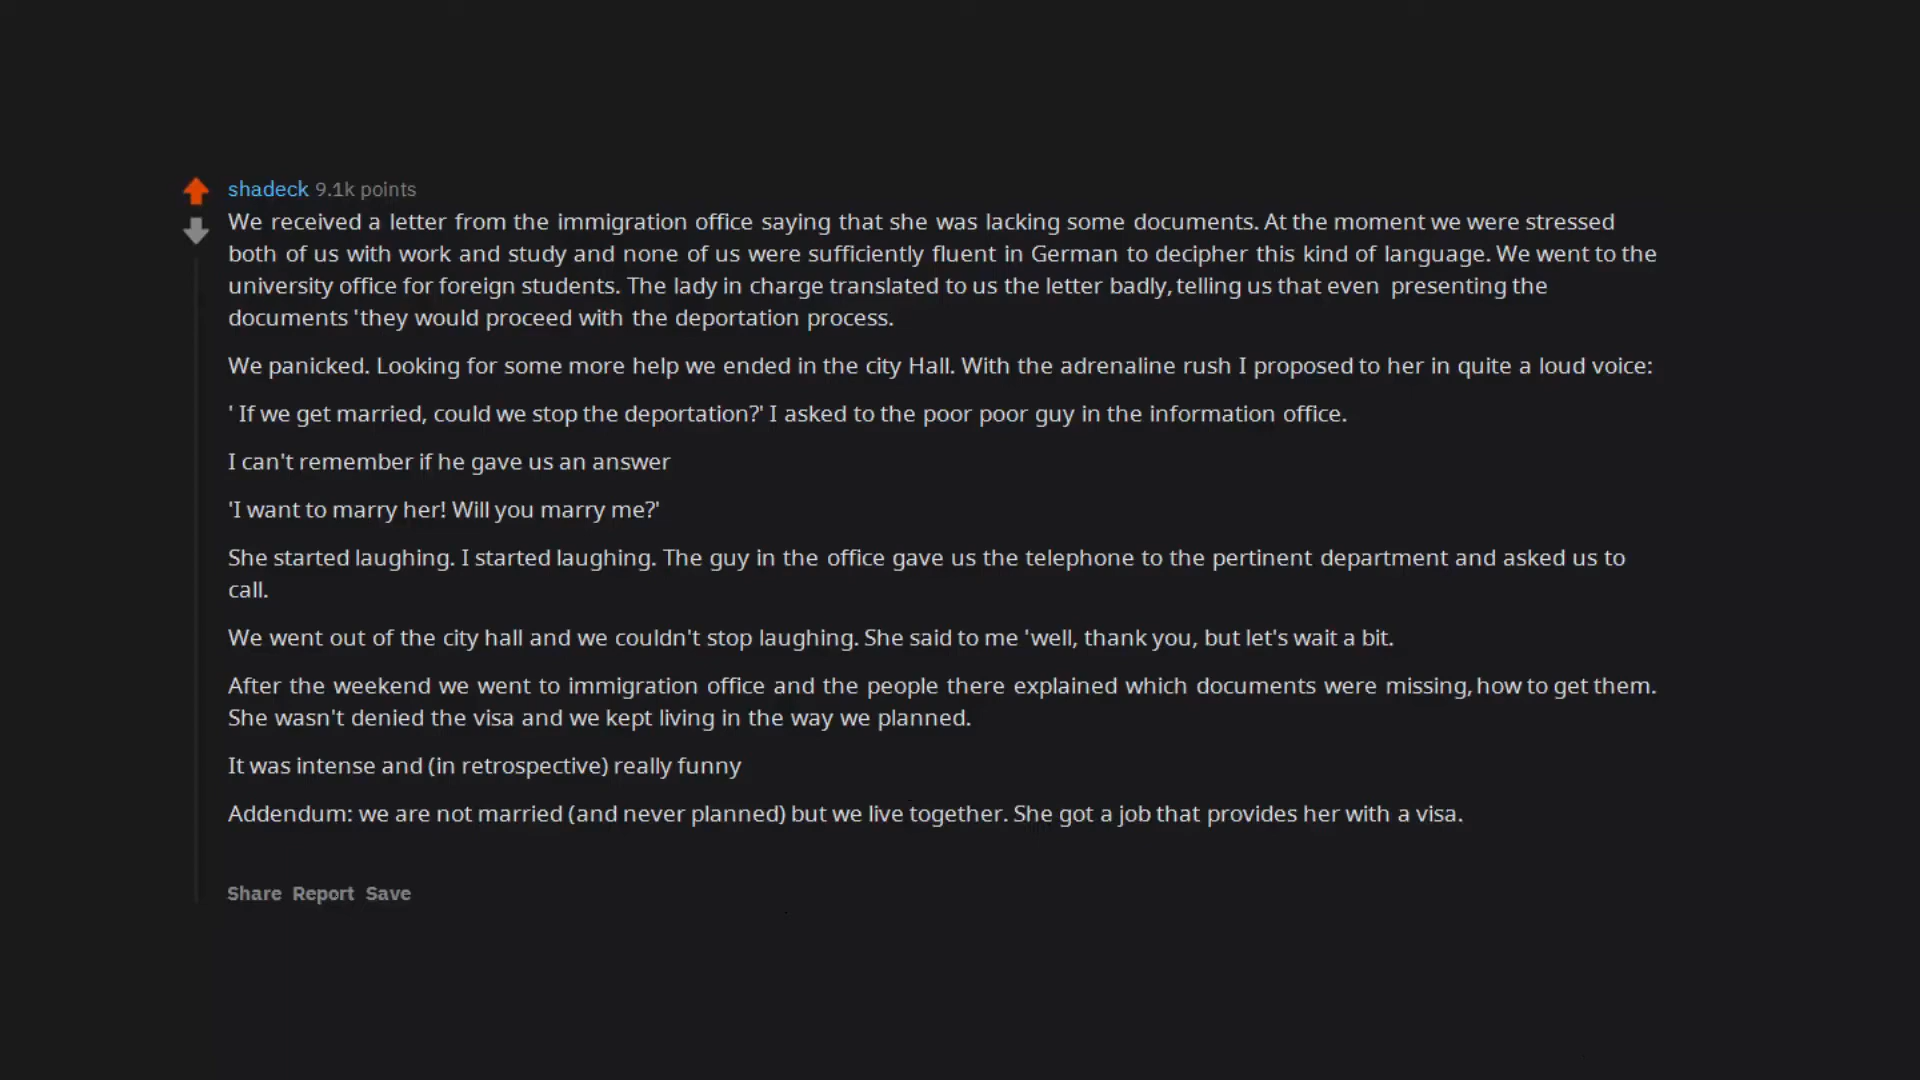 shadeck 9.1k points
We received a letter from the immigration office saying that she was lacking some documents. At the moment we were stressed
both of us with work and study and none of us were sufficiently fluent in German to decipher this kind of language. We went to the
university office for foreign students. The lady in charge translated to us the letter badly, telling us that even presenting the
documents 'they would proceed with the deportation process.
We panicked. Looking for some more help we ended in the city Hall. With the adrenaline rush I proposed to her in quite a loud voice:
' If we get married, could we stop the deportation?' I asked to the poor poor guy in the information office.
I can't remember if he gave us an answer
'I want to marry her! Will you marry me?'
She started laughing. I started laughing. The guy in the office gave us the telephone to the pertinent department and asked us to
call.
We went out of the city hall and we couldn't stop laughing. She said to me 'well, thank you, but let's wait a bit.
After the weekend we went to immigration office and the people there explained which documents were missing, how to get them.
She wasn't denied the visa and we kept living in the way we planned.
It was intense and (in retrospective) really funny
Addendum: we are not married (and never planned) but we live together. She got a job that provides her with a visa.
Share Report Save